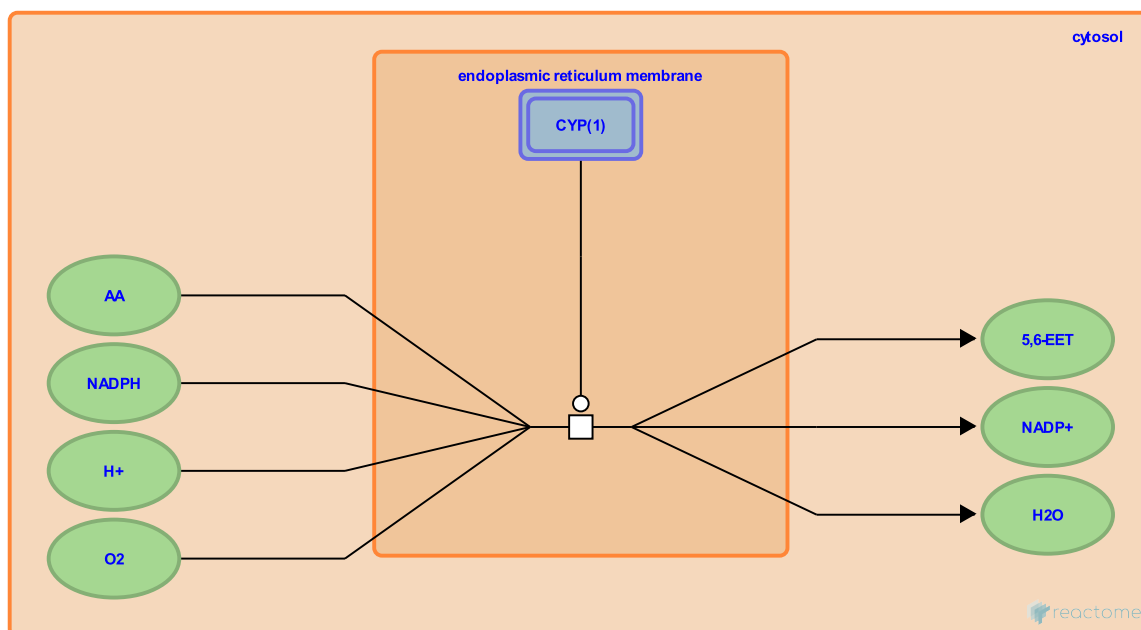 cytosol
endoplasmic reticulum membrane
CYP(1)
AA
NADPH
H+
O2
5,6-EET
NADP+
H2O
reactome